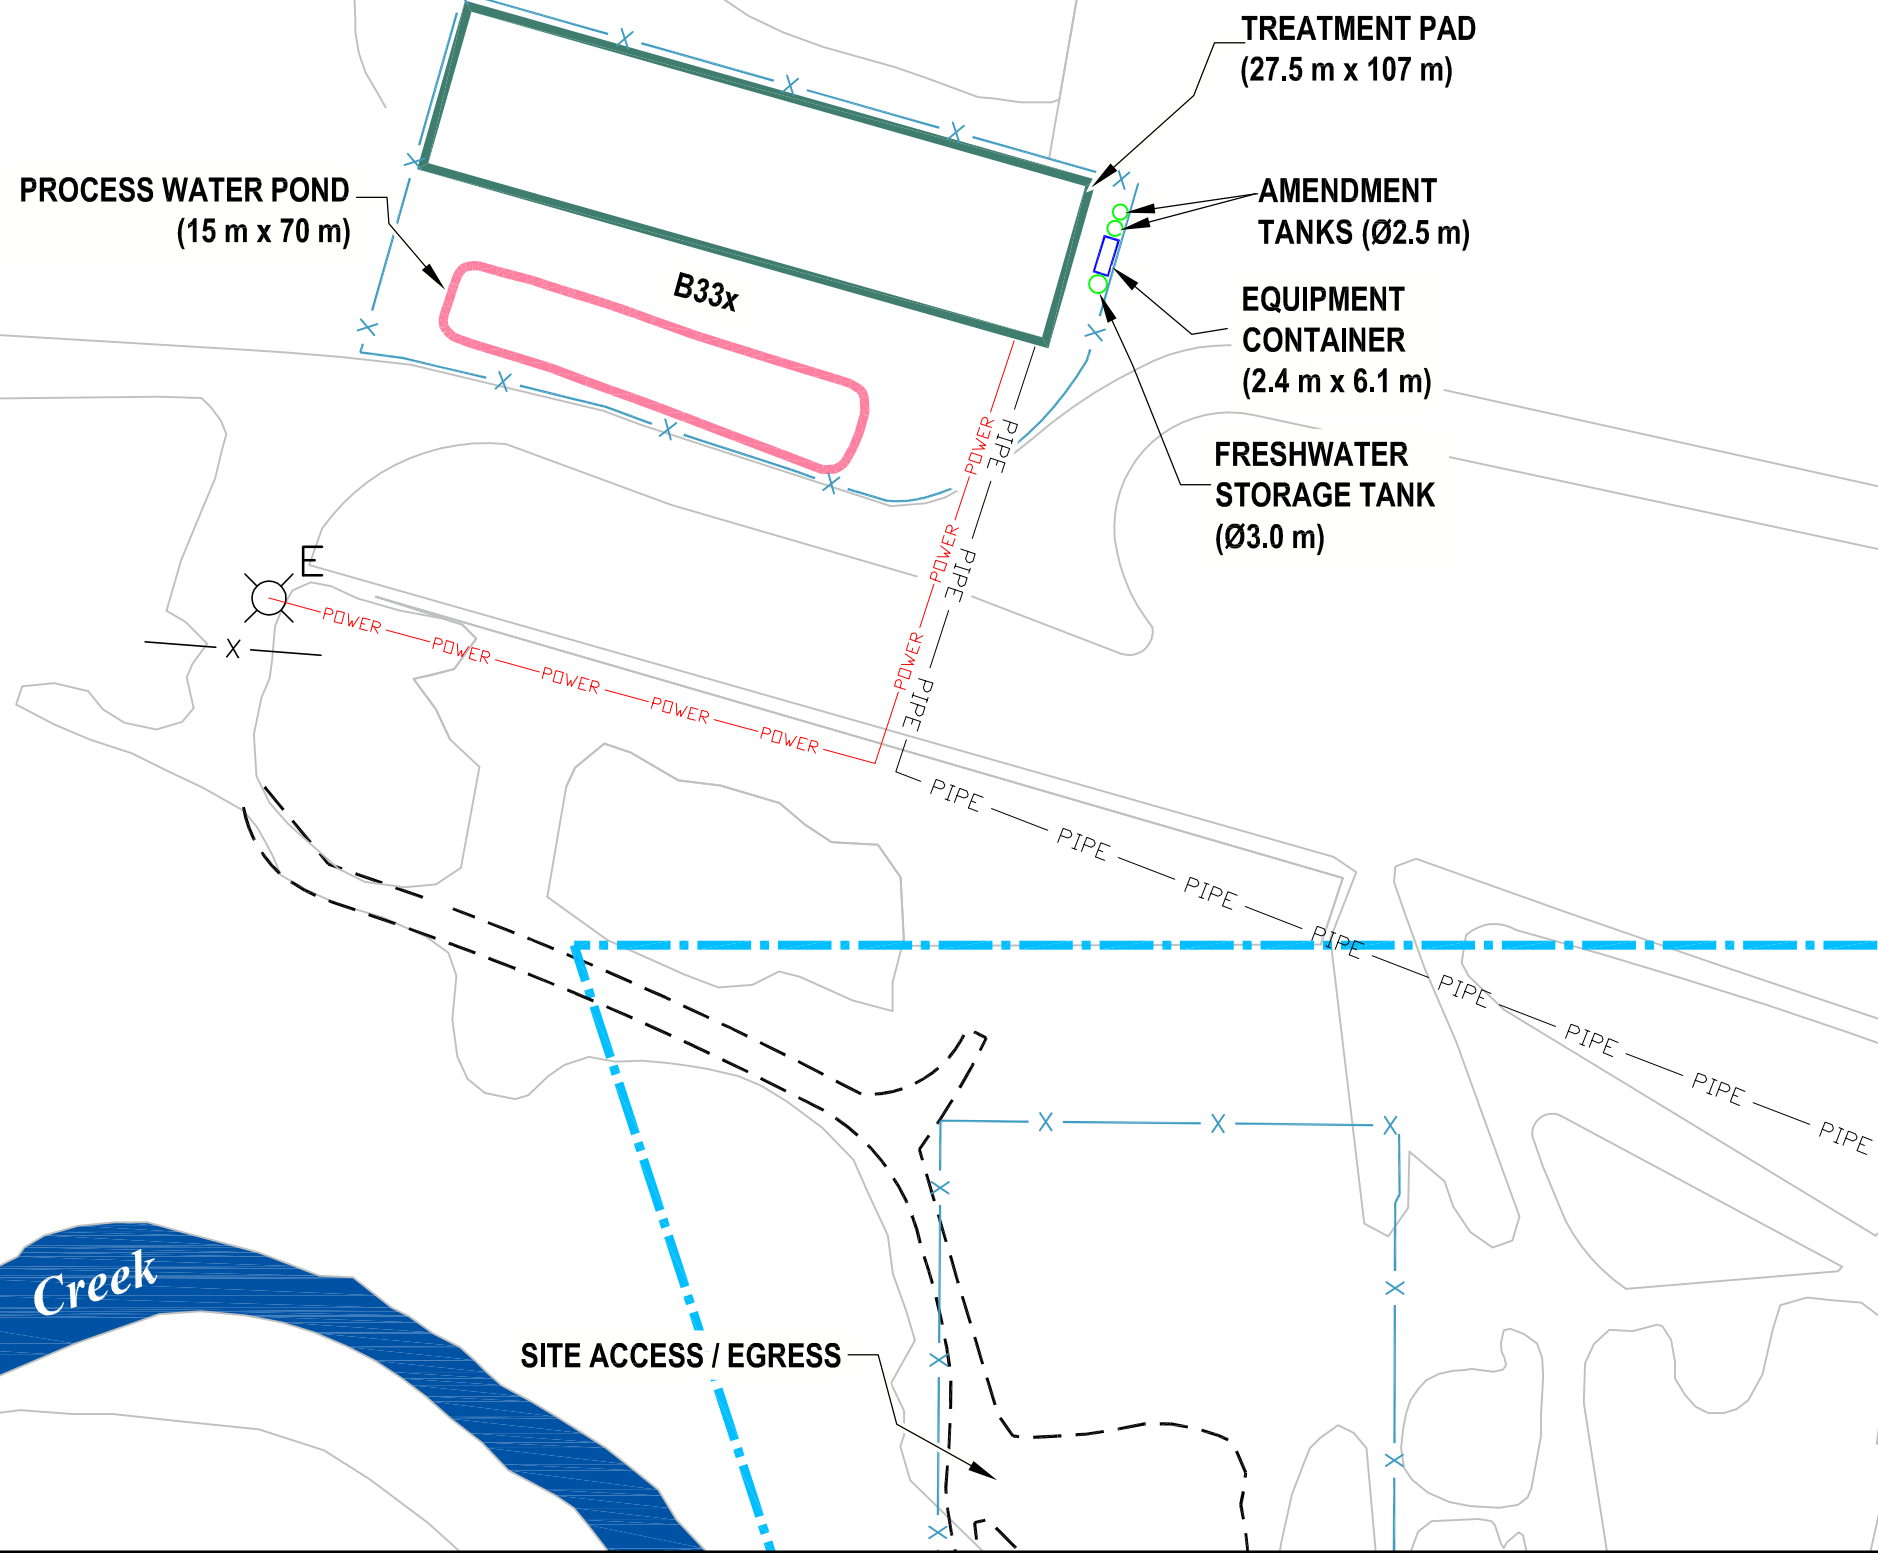 TREATMENT PAD
(27.5 m x 107 m)
PROCESS WATER POND
(15 m x 70 m)
AMENDMENT
TANKS (Ø2.5 m)
B33x
EQUIPMENT
CONTAINER
(2.4 m x 6.1 m)
FRESHWATER
STORAGE TANK
(Ø3.0 m)
E
POWER
POWER
POWER
POWER
POWER
POWER
POWER
POWER
PIPE
PIPE
PIPE
PIPE
PIPE
PIPE
PIPE
PIPE
PIPE
PIPE
PIPE
Creek
SITE ACCESS / EGRESS